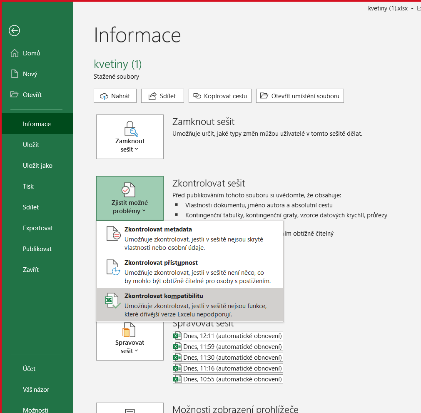 kvetiny (1).xlsx - E
Informace
kvetiny (1)
Stažené soubory
Domů
Nový
Otevřít
Informace
Uložit
Uložit jako
Tisk
Sdílet
Exportovat
Publikovat
Zavřít
Účet
Váš názor
Možnosti
Nahrát
Sdílet
Kopírovat cestu
Otevřít umístění souboru
Zamknout sešit
Zamknout sešit
Umožňuje určit, jaké typy změn můžou uživatelé v tomto sešitě dělat.
Zjistit možné problémy
Zkontrolovat sešit
Před publikováním tohoto souboru si uvědomte, že obsahuje:
Vlastnosti dokumentu, jméno autora a absolutní cestu
Kontingenční tabulky, kontingenční grafy, vzorce datových krychlí, průřezy
ním obtížně čitelný
Zkontrolovat metadata
Umožňuje zkontrolovat, jestli v sešitě nejsou skryté
vlastnosti nebo osobní údaje.
Zkontrolovat přístupnost
Umožňuje zkontrolovat, jestli v sešitě není něco, co
by mohlo být obtížně čitelné pro osoby s postižením.
Zkontrolovat kompatibilitu
Umožňuje zkontrolovat, jestli v sešitě nejsou funkce,
které dřívější verze Excelu nepodporují.
Spravovat sešit
Spravovat sešit
Dnes, 12:11 (automatické obnovení)
Dnes, 11:59 (automatické obnovení)
Dnes, 11:30 (automatické obnovení)
Dnes, 11:16 (automatické obnovení)
Dnes, 10:55 (automatické obnovení)
Možnosti zobrazení prohlížeče